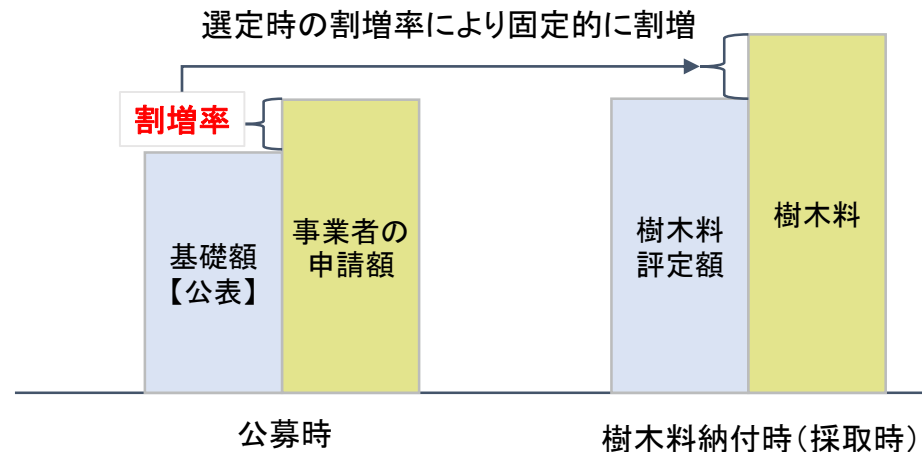 選定時の割増率により固定的に割増
割増率
基礎額
【公表】
事業者の
申請額
樹木料
評定額
樹木料
公募時
樹木料納付時(採取時)